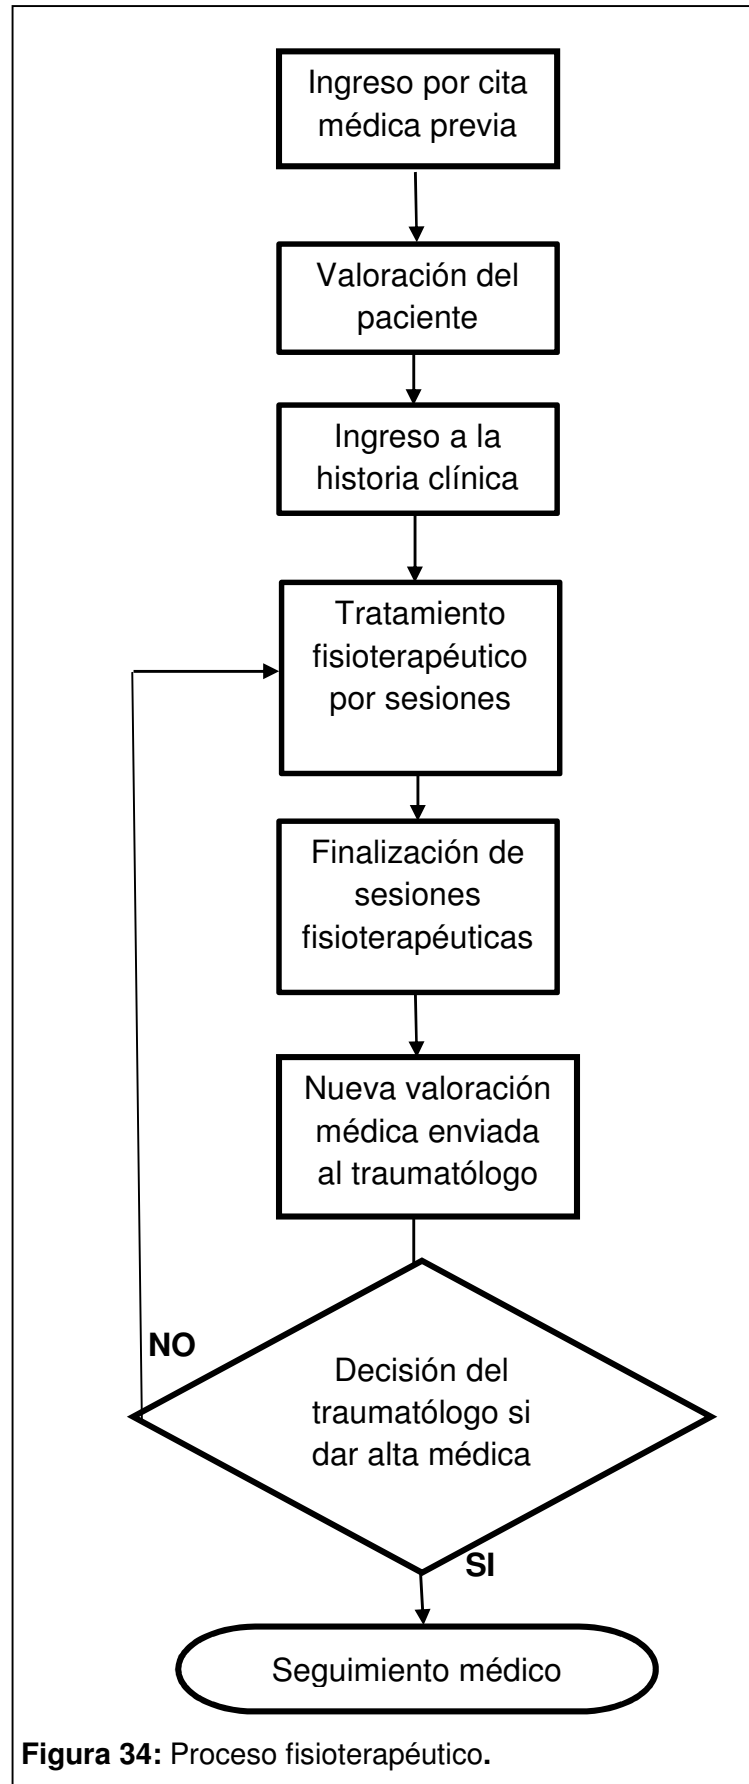 Ingreso por cita
médica previa
Valoración del
paciente
Ingreso a la
historia clínica
Tratamiento
fisioterapéutico
por sesiones
Finalización de
sesiones
fisioterapéuticas
Nueva valoración
médica enviada
al traumatólogo
NO
Decisión del
traumatólogo si
dar alta médica
SI
Seguimiento médico
Figura 34: Proceso fisioterapéutico.